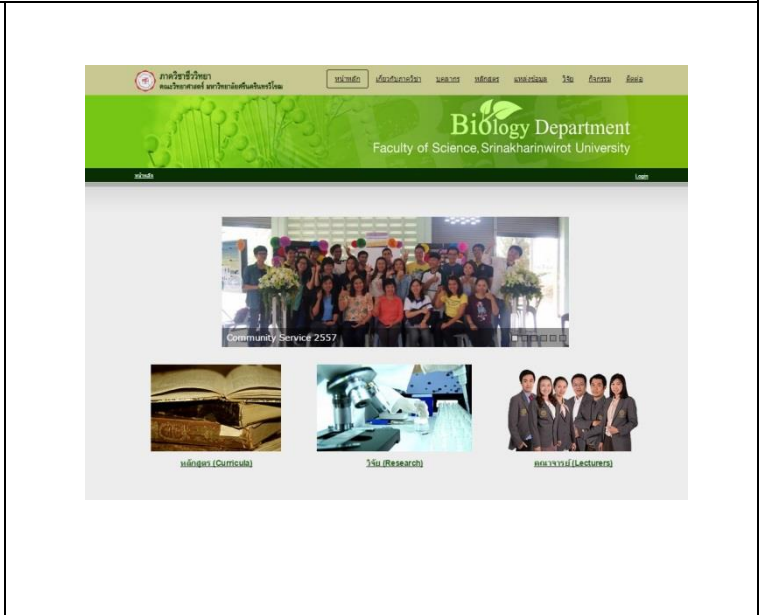 ภาควิชาชีววิทยา
คณะวิทยาศาสตร์ มหาวิทยาลัยศรีนครินทรวิโรฒ
หน้าหลัก เกี่ยวกับภาควิชา บุคลากร หลักสูตร แหล่งข้อมูล วิจัย กิจกรรม ติดต่อ
Biology Department
Faculty of Science, Srinakharinwirot University
หน้าหลัก Login
Community Service 2557
หลักสูตร (Curricula) วิจัย (Research) คณาจารย์ (Lecturers)